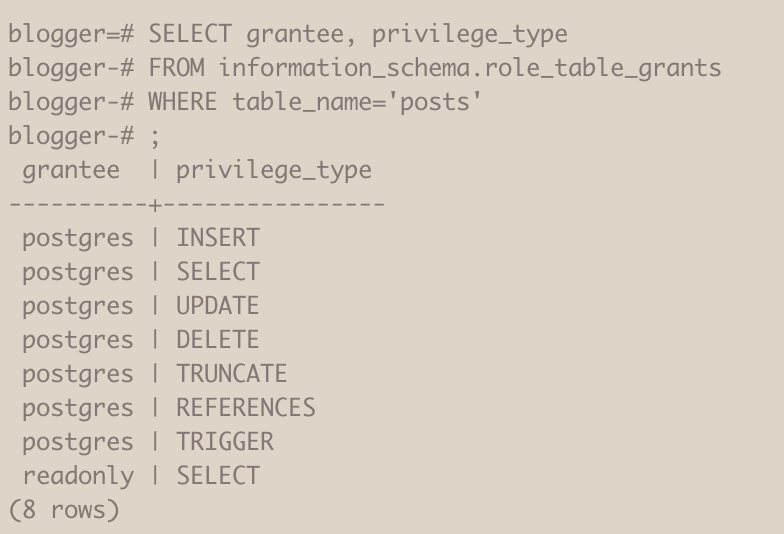 blogger=# SELECT grantee, privilege_type
blogger-# FROM information_schema.role_table_grants
blogger-# WHERE table_name='posts'
blogger-# ;
 grantee  | privilege_type
----------+----------------
 postgres | INSERT
 postgres | SELECT
 postgres | UPDATE
 postgres | DELETE
 postgres | TRUNCATE
 postgres | REFERENCES
 postgres | TRIGGER
 readonly | SELECT
(8 rows)